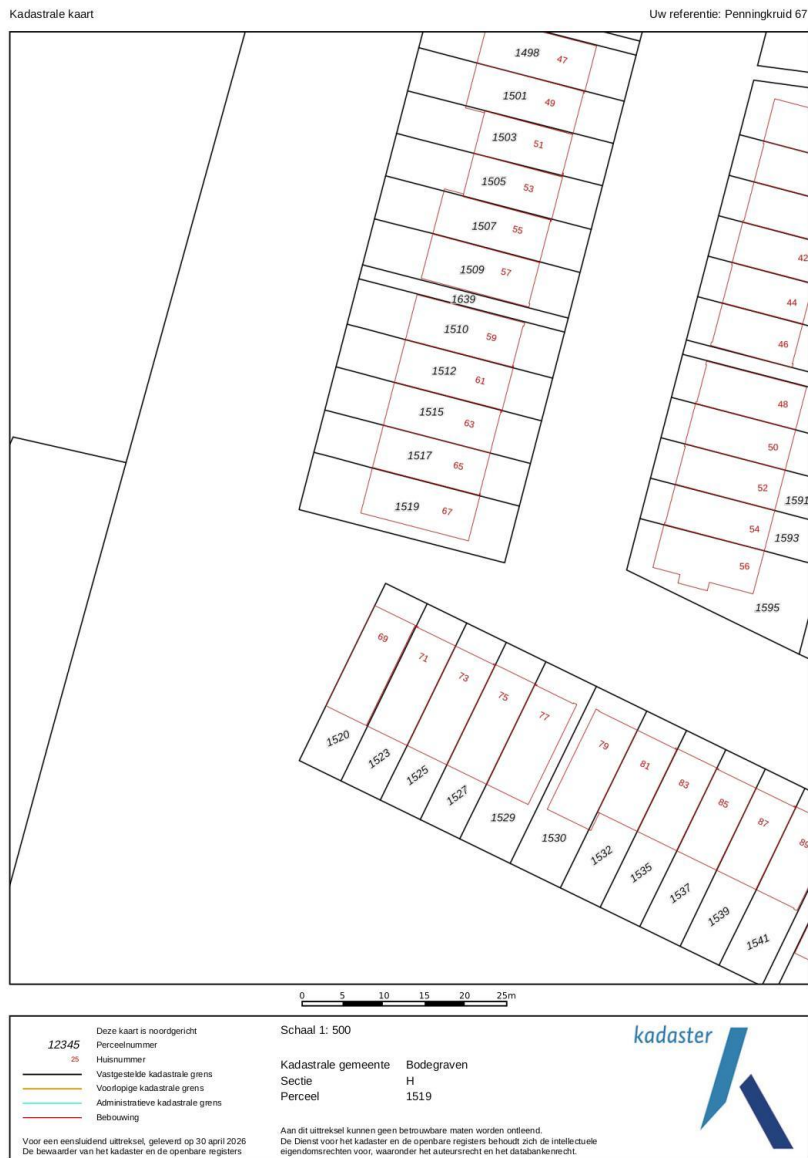 Kadastrale kaart
Uw referentie: Penningkruid 67
1498 47
1501 49
1503 51
1505 53
1507 55
1509 57
1639
1510 59
1512 61
1515 63
1517 65
1519 67
42
44
46
48
50
52
1591
54
1593
56
1595
69
71
73
75
77
79
81
83
85
87
89
1520
1523
1525
1527
1529
1530
1532
1535
1537
1539
1541
0 5 10 15 20 25m
Deze kaart is noordgericht
12345 Perceelnummer
25 Huisnummer
Vastgestelde kadastrale grens
Voorlopige kadastrale grens
Administratieve kadastrale grens
Bebouwing
Voor een eensluidend uittreksel, geleverd op 30 april 2026
De bewaarder van het kadaster en de openbare registers
Schaal 1: 500
Kadastrale gemeente Bodegraven
Sectie H
Perceel 1519
Aan dit uittreksel kunnen geen betrouwbare maten worden ontleend.
De Dienst voor het kadaster en de openbare registers behoudt zich de intellectuele
eigendomsrechten voor, waaronder het auteursrecht en het databankenrecht.
kadaster